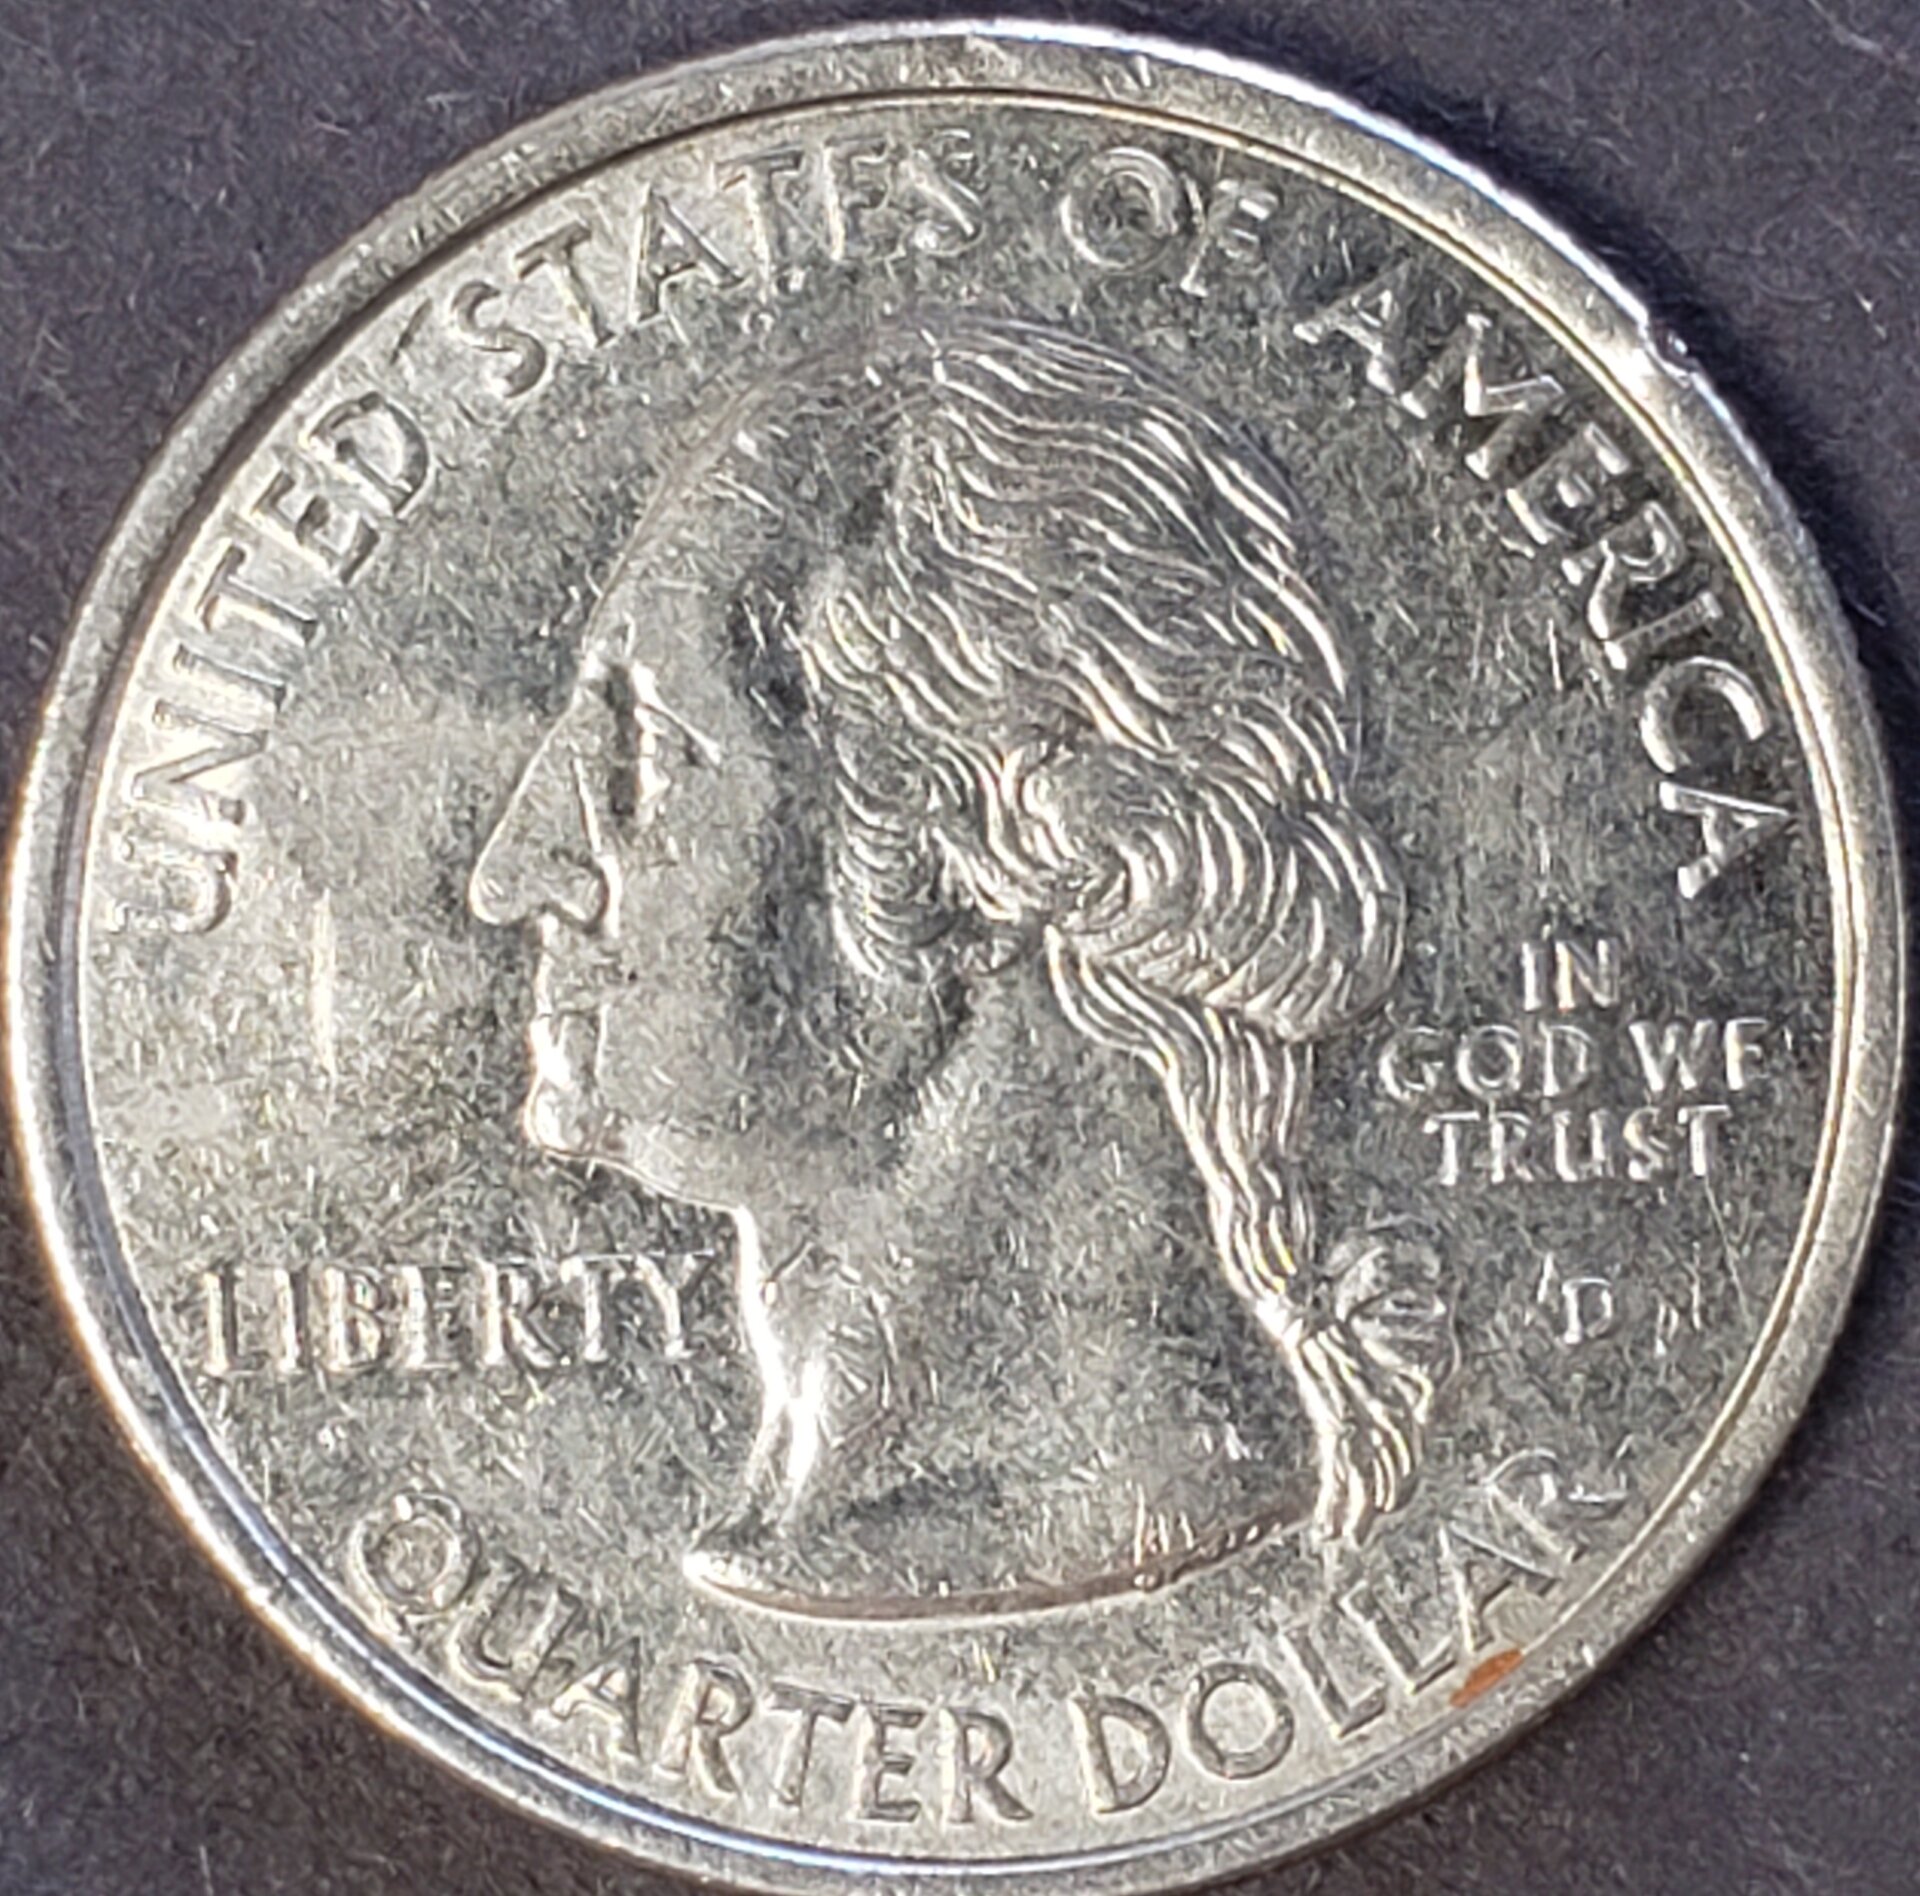 UNITED STATES OF AMERICA
IN
GOD WE
TRUST
LIBERTY
D
QUARTER DOLLAR